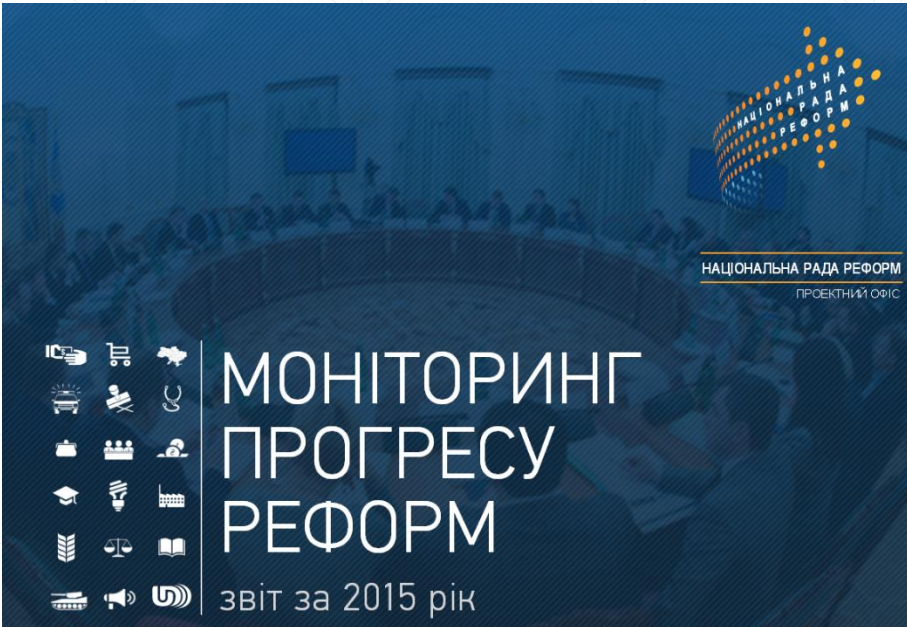 НАЦІОНАЛЬНА
РАДА
РЕФОРМ
НАЦІОНАЛЬНА РАДА РЕФОРМ
ПРОЕКТНИЙ ОФІС
МОНІТОРИНГ
ПРОГРЕСУ
РЕФОРМ
звіт за 2015 рік